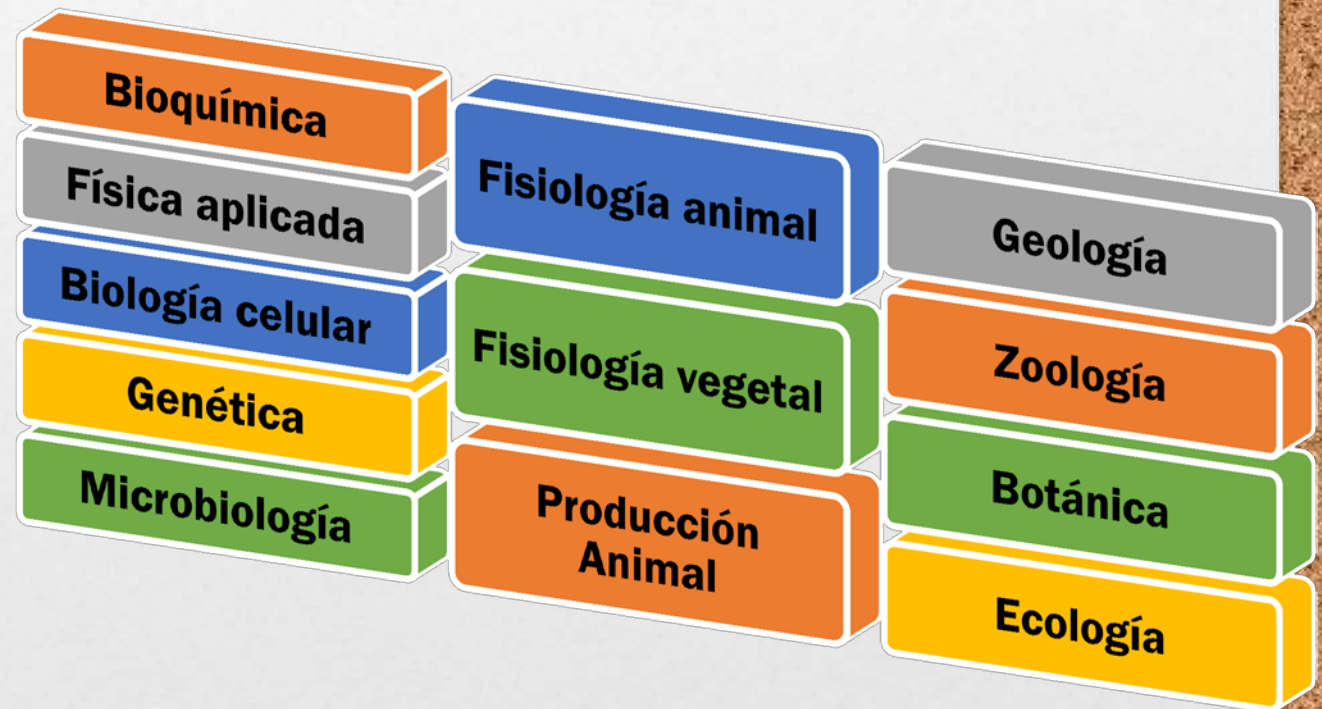 Bioquímica
Física aplicada
Biología celular
Genética
Microbiología
Fisiología animal
Fisiología vegetal
Producción
Animal
Geología
Zoología
Botánica
Ecología